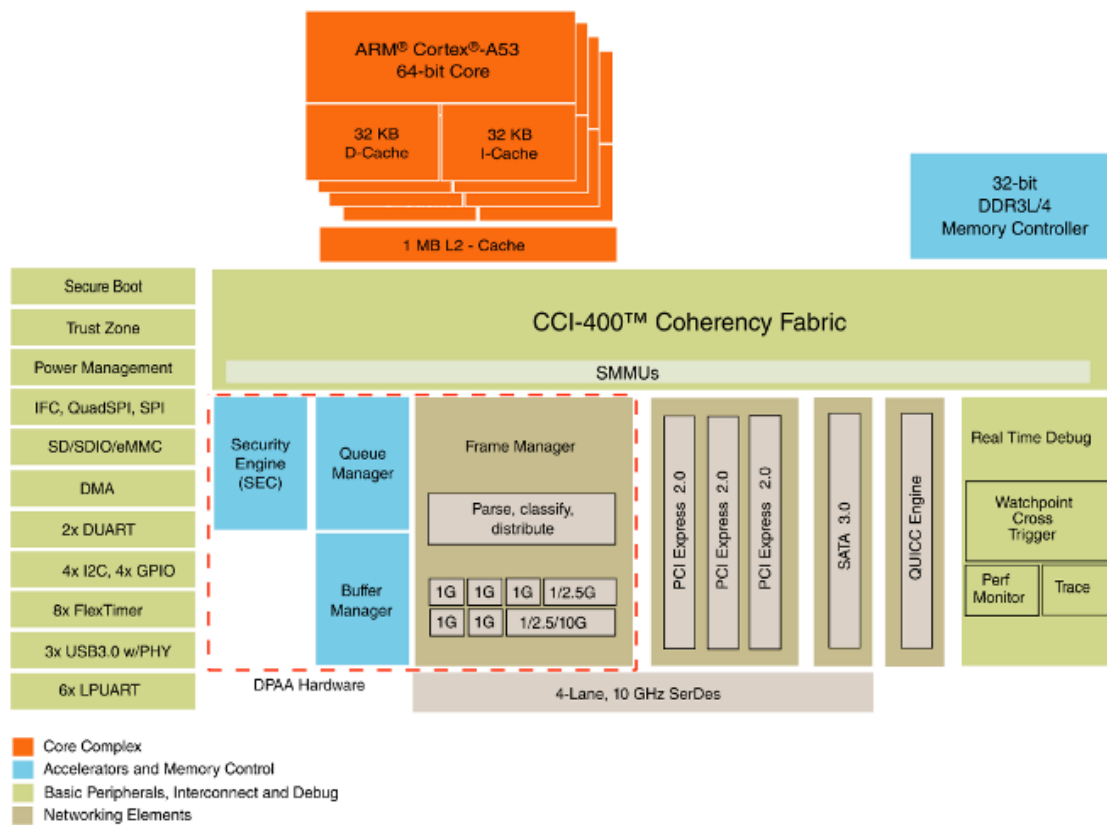 ARM® Cortex®-A53
64-bit Core
32 KB
D-Cache
32 KB
I-Cache
1 MB L2 - Cache
32-bit
DDR3L/4
Memory Controller
Secure Boot
Trust Zone
Power Management
IFC, QuadSPI, SPI
SD/SDIO/eMMC
DMA
2x DUART
4x I2C, 4x GPIO
8x FlexTimer
3x USB3.0 w/PHY
6x LPUART
CCI-400™ Coherency Fabric
SMMUs
Security
Engine
(SEC)
Queue
Manager
Buffer
Manager
Frame Manager
Parse, classify,
distribute
1G 1G 1G 1/2.5G
1G 1G 1/2.5/10G
DPAA Hardware
PCI Express 2.0
PCI Express 2.0
PCI Express 2.0
SATA 3.0
QUICC Engine
4-Lane, 10 GHz SerDes
Real Time Debug
Watchpoint
Cross
Trigger
Perf
Monitor
Trace
Core Complex
Accelerators and Memory Control
Basic Peripherals, Interconnect and Debug
Networking Elements